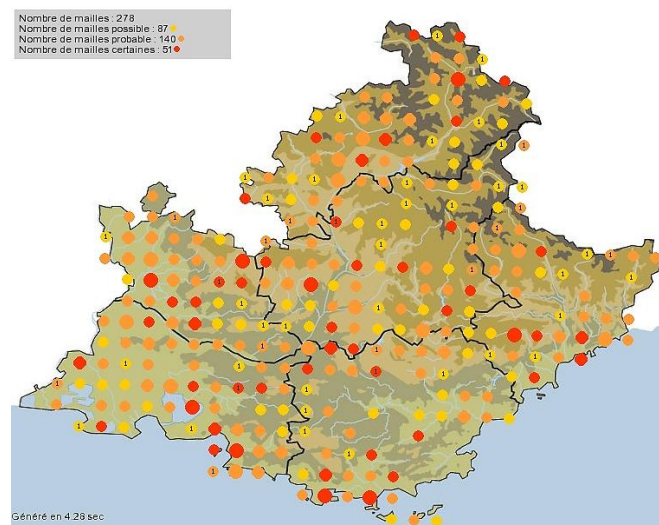 Nombre de mailles : 278
Nombre de mailles possible : 87
Nombre de mailles probable : 140
Nombre de mailles certaines : 51
Généré en 4.28 sec